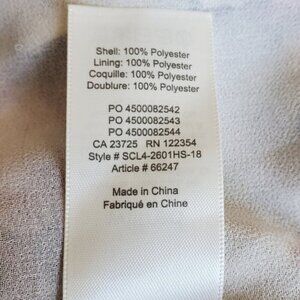 Shell: 100% Polyester
Lining: 100% Polyester
Coquille: 100% Polyester
Doublure: 100% Polyester
PO 4500082542
PO 4500082543
PO 4500082544
CA 23725 RN 122354
Style # SCL4-2601HS-18
Article # 66247
Made in China
Fabriqué en Chine